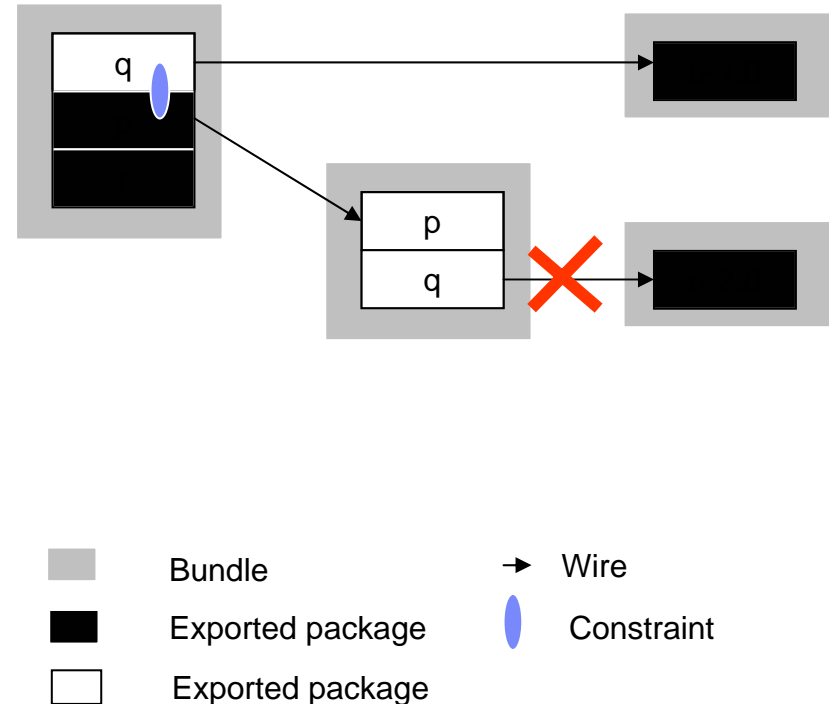 q
p
q
Bundle
Wire
Exported package
Constraint
Exported package